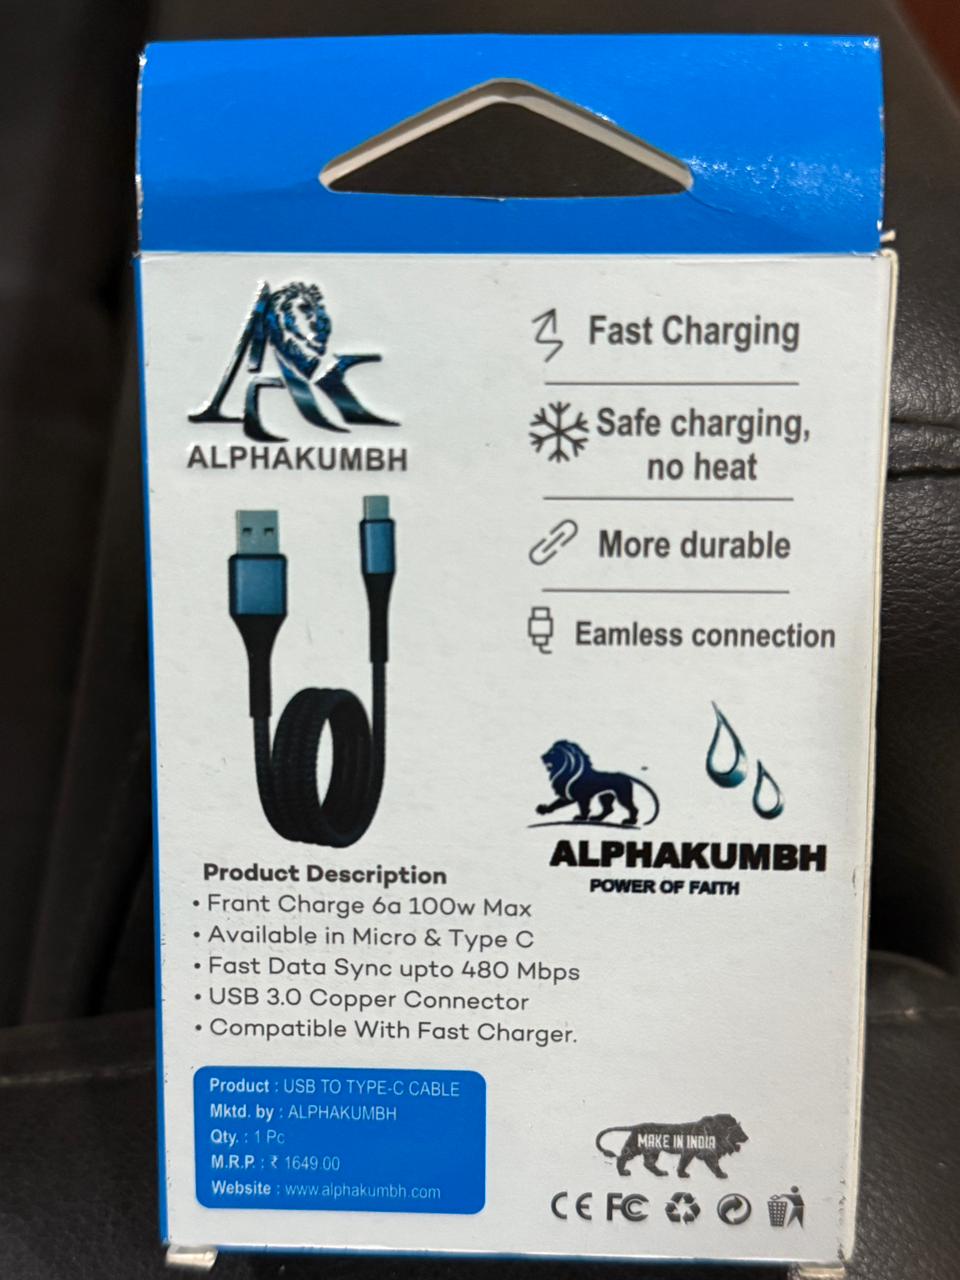 ALPHAKUMBH
Fast Charging
Safe charging,
no heat
More durable
Eamless connection
ALPHAKUMBH
POWER OF FAITH
Product Description
• Frant Charge 6a 100w Max
• Available in Micro & Type C
• Fast Data Sync upto 480 Mbps
• USB 3.0 Copper Connector
• Compatible With Fast Charger.
Product : USB TO TYPE-C CABLE
Mktd. by : ALPHAKUMBH
Qty. : 1 Pc
M.R.P. : ₹ 1649.00
Website : www.alphakumbh.com
MAKE IN INDIA
CE FC